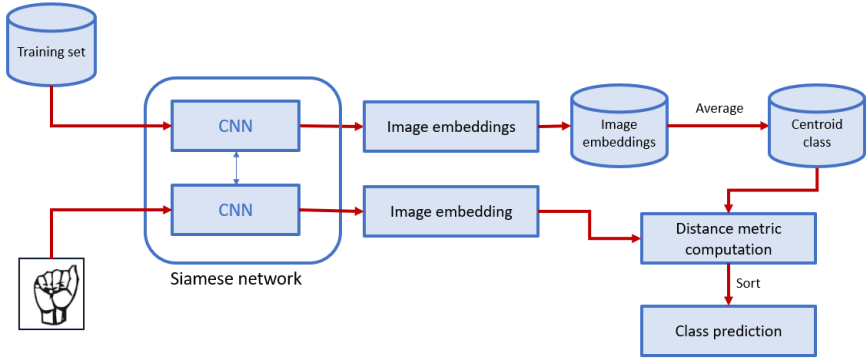 Training set
CNN
Image embeddings
Image
embeddings
Average
Centroid
class
CNN
Image embedding
Distance metric
computation
Siamese network
Sort
Class prediction